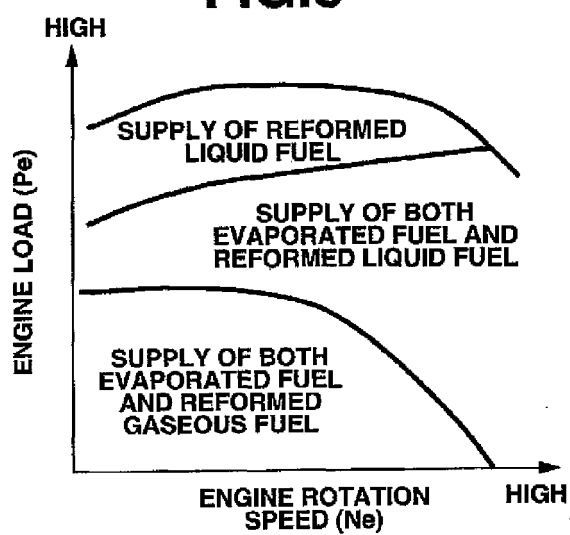 HIGH
SUPPLY OF REFORMED
LIQUID FUEL
SUPPLY OF BOTH
EVAPORATED FUEL AND
REFORMED LIQUID FUEL
ENGINE LOAD (Pe)
SUPPLY OF BOTH
EVAPORATED FUEL
AND REFORMED
GASEOUS FUEL
ENGINE ROTATION
SPEED (Ne)
HIGH